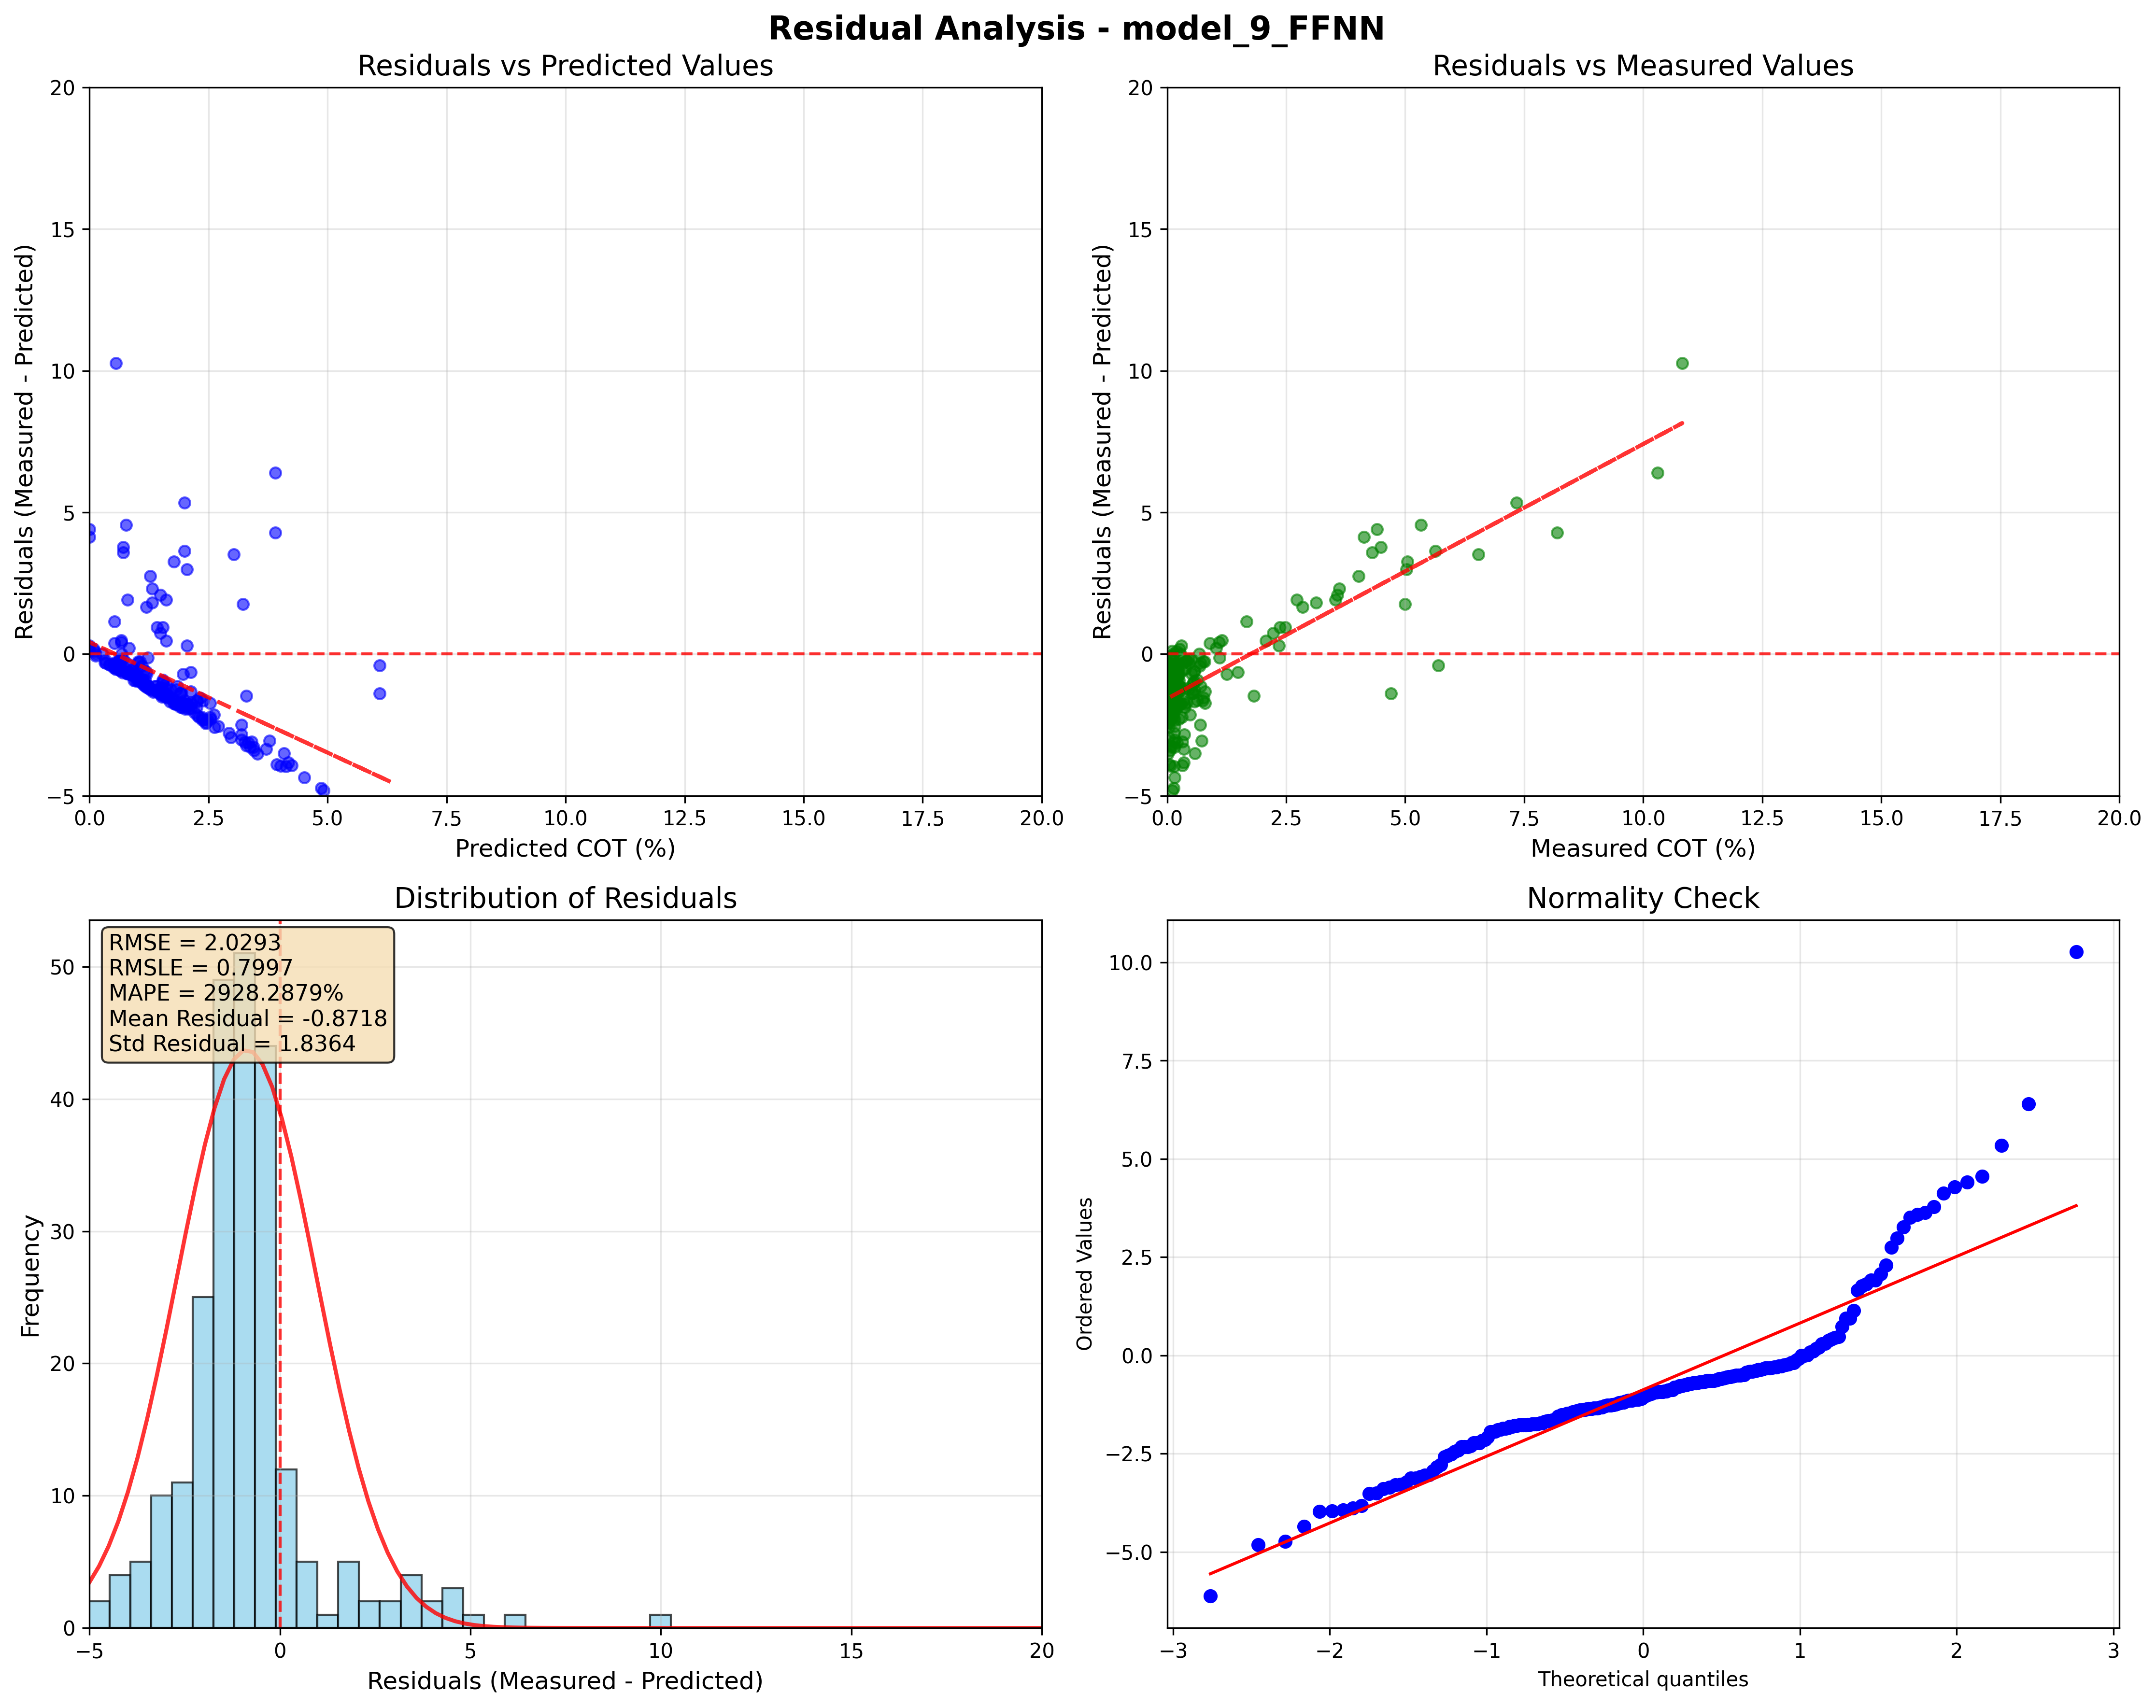 Residual Analysis - model_9_FFNN
Residuals vs Predicted Values
20
15
10
5
0
−5
Residuals (Measured - Predicted)
0.0 2.5 5.0 7.5 10.0 12.5 15.0 17.5 20.0
Predicted COT (%)
Residuals vs Measured Values
20
15
10
5
0
−5
Residuals (Measured - Predicted)
0.0 2.5 5.0 7.5 10.0 12.5 15.0 17.5 20.0
Measured COT (%)
Distribution of Residuals
RMSE = 2.0293
RMSLE = 0.7997
MAPE = 2928.2879%
Mean Residual = -0.8718
Std Residual = 1.8364
50
40
30
20
10
0
Frequency
−5 0 5 10 15 20
Residuals (Measured - Predicted)
Normality Check
10.0
7.5
5.0
2.5
0.0
−2.5
−5.0
Ordered Values
−3 −2 −1 0 1 2 3
Theoretical quantiles